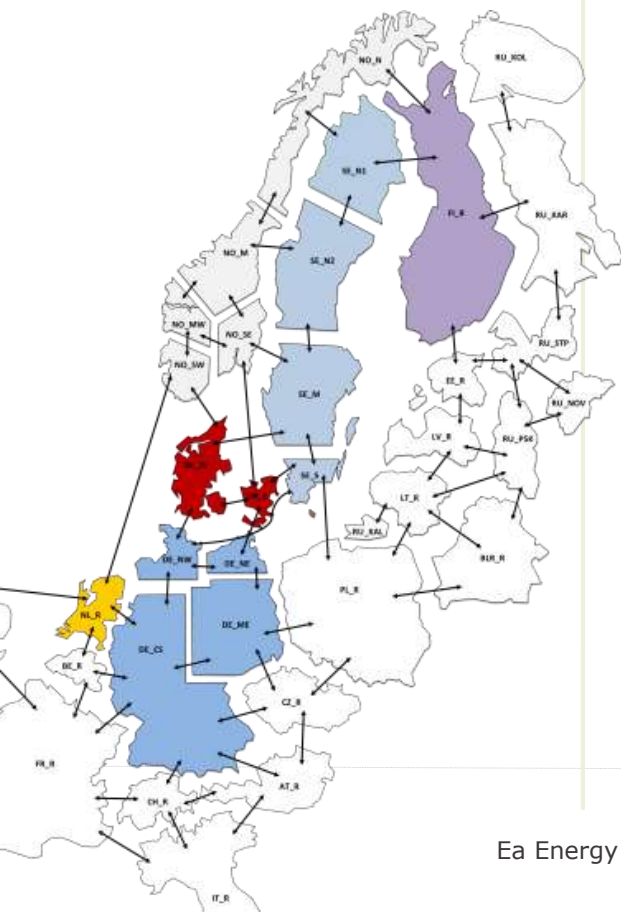 NO_N
RU_KOL
SE_N1
FI_R
RU_KAR
NO_M
SE_N2
NO_MW
NO_SE
RU_STP
NO_SW
EE_R
SE_M
RU_NOV
LV_R
RU_PSK
SE_S
LT_R
RU_KAL
DE_NW
DE_NE
BLR_R
PL_R
NL_R
DE_ME
DE_CS
BE_R
CZ_R
FR_R
AT_R
CH_R
Ea Energy
IT_R